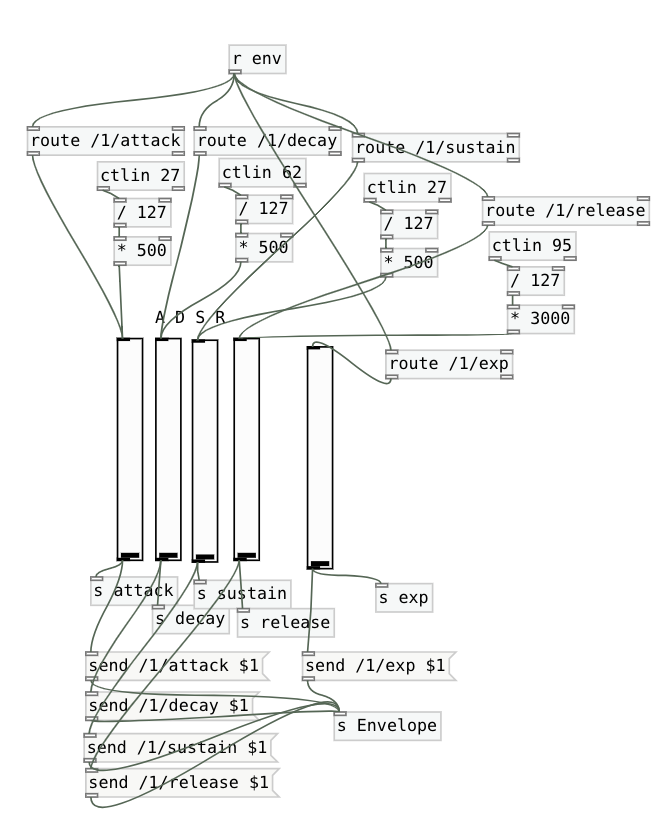 r env
route /1/attack
route /1/decay
route /1/sustain
ctlin 27
ctlin 62
ctlin 27
route /1/release
/ 127
/ 127
/ 127
ctlin 95
* 500
* 500
* 500
/ 127
A D S R
* 3000
route /1/exp
s attack
s sustain
s exp
s decay
s release
send /1/attack $1
send /1/exp $1
send /1/decay $1
s Envelope
send /1/sustain $1
send /1/release $1